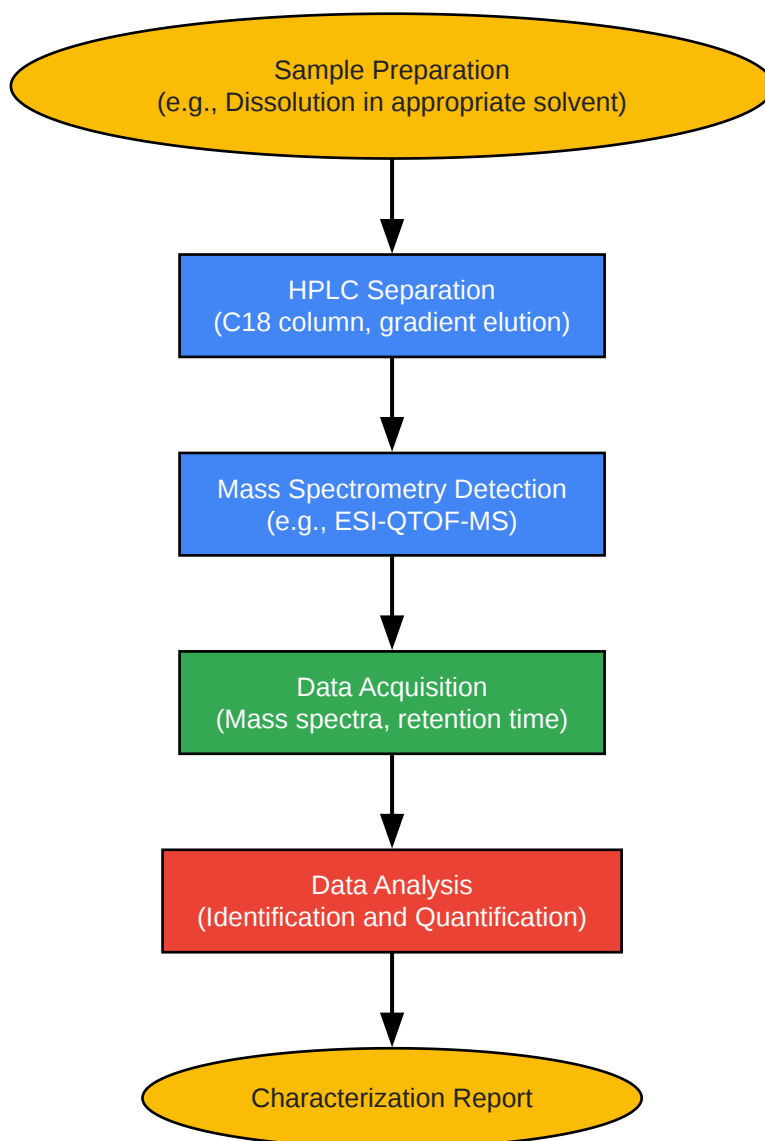 Sample Preparation
(e.g., Dissolution in appropriate solvent)
HPLC Separation
(C18 column, gradient elution)
Mass Spectrometry Detection
(e.g., ESI-QTOF-MS)
Data Acquisition
(Mass spectra, retention time)
Data Analysis
(Identification and Quantification)
Characterization Report